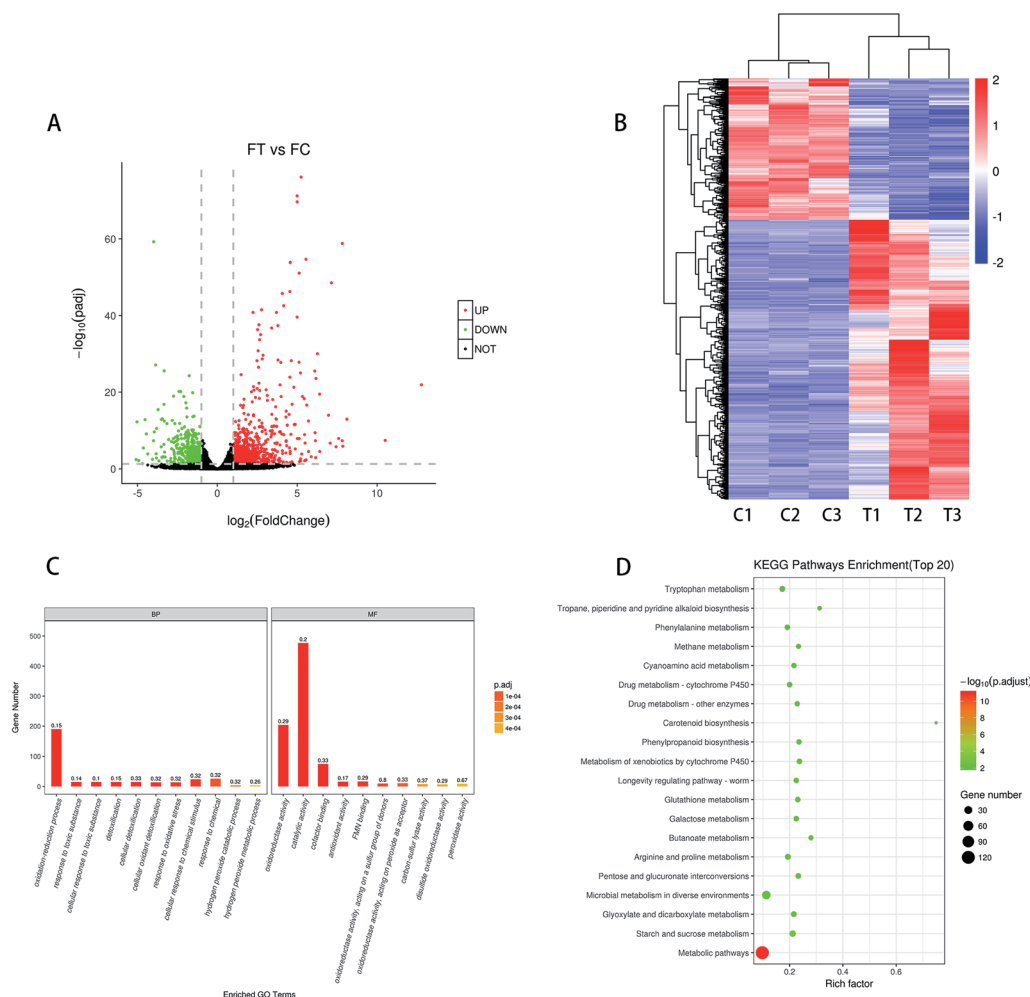 A
FT vs FC
−log10(padj)
60
40
20
0
-5
0
5
10
log2(FoldChange)
UP
DOWN
NOT
B
2
1
0
-1
-2
C1 C2 C3 T1 T2 T3
C
BP
MF
Gene Number
500
400
300
200
100
0
0.15 0.14 0.1 0.15 0.33 0.32 0.32 0.32 0.32 0.32 0.26
0.29 0.2 0.33 0.17 0.29 0.8 0.33 0.37 0.29 0.67
oxidation-reduction process
response to toxic substance
cellular response to toxic substance
detoxification
cellular detoxification
cellular oxidant detoxification
response to oxidative stress
cellular response to chemical stimulus
response to chemical
hydrogen peroxide catabolic process
hydrogen peroxide metabolic process
oxidoreductase activity
catalytic activity
cofactor binding
antioxidant activity
FMN binding
oxidoreductase activity, acting on a sulfur group of donors
oxidoreductase activity, acting on peroxide as acceptor
carbon-sulfur lyase activity
disulfide oxidoreductase activity
peroxidase activity
Enriched GO Terms
p.adj
1e-04
2e-04
3e-04
4e-04
D
KEGG Pathways Enrichment(Top 20)
Tryptophan metabolism
Tropane, piperidine and pyridine alkaloid biosynthesis
Phenylalanine metabolism
Methane metabolism
Cyanoamino acid metabolism
Drug metabolism - cytochrome P450
Drug metabolism - other enzymes
Carotenoid biosynthesis
Phenylpropanoid biosynthesis
Metabolism of xenobiotics by cytochrome P450
Longevity regulating pathway - worm
Glutathione metabolism
Galactose metabolism
Butanoate metabolism
Arginine and proline metabolism
Pentose and glucuronate interconversions
Microbial metabolism in diverse environments
Glyoxylate and dicarboxylate metabolism
Starch and sucrose metabolism
Metabolic pathways
0.2
0.4
0.6
Rich factor
−log10(p.adjust)
10
8
6
4
2
Gene number
30
60
90
120